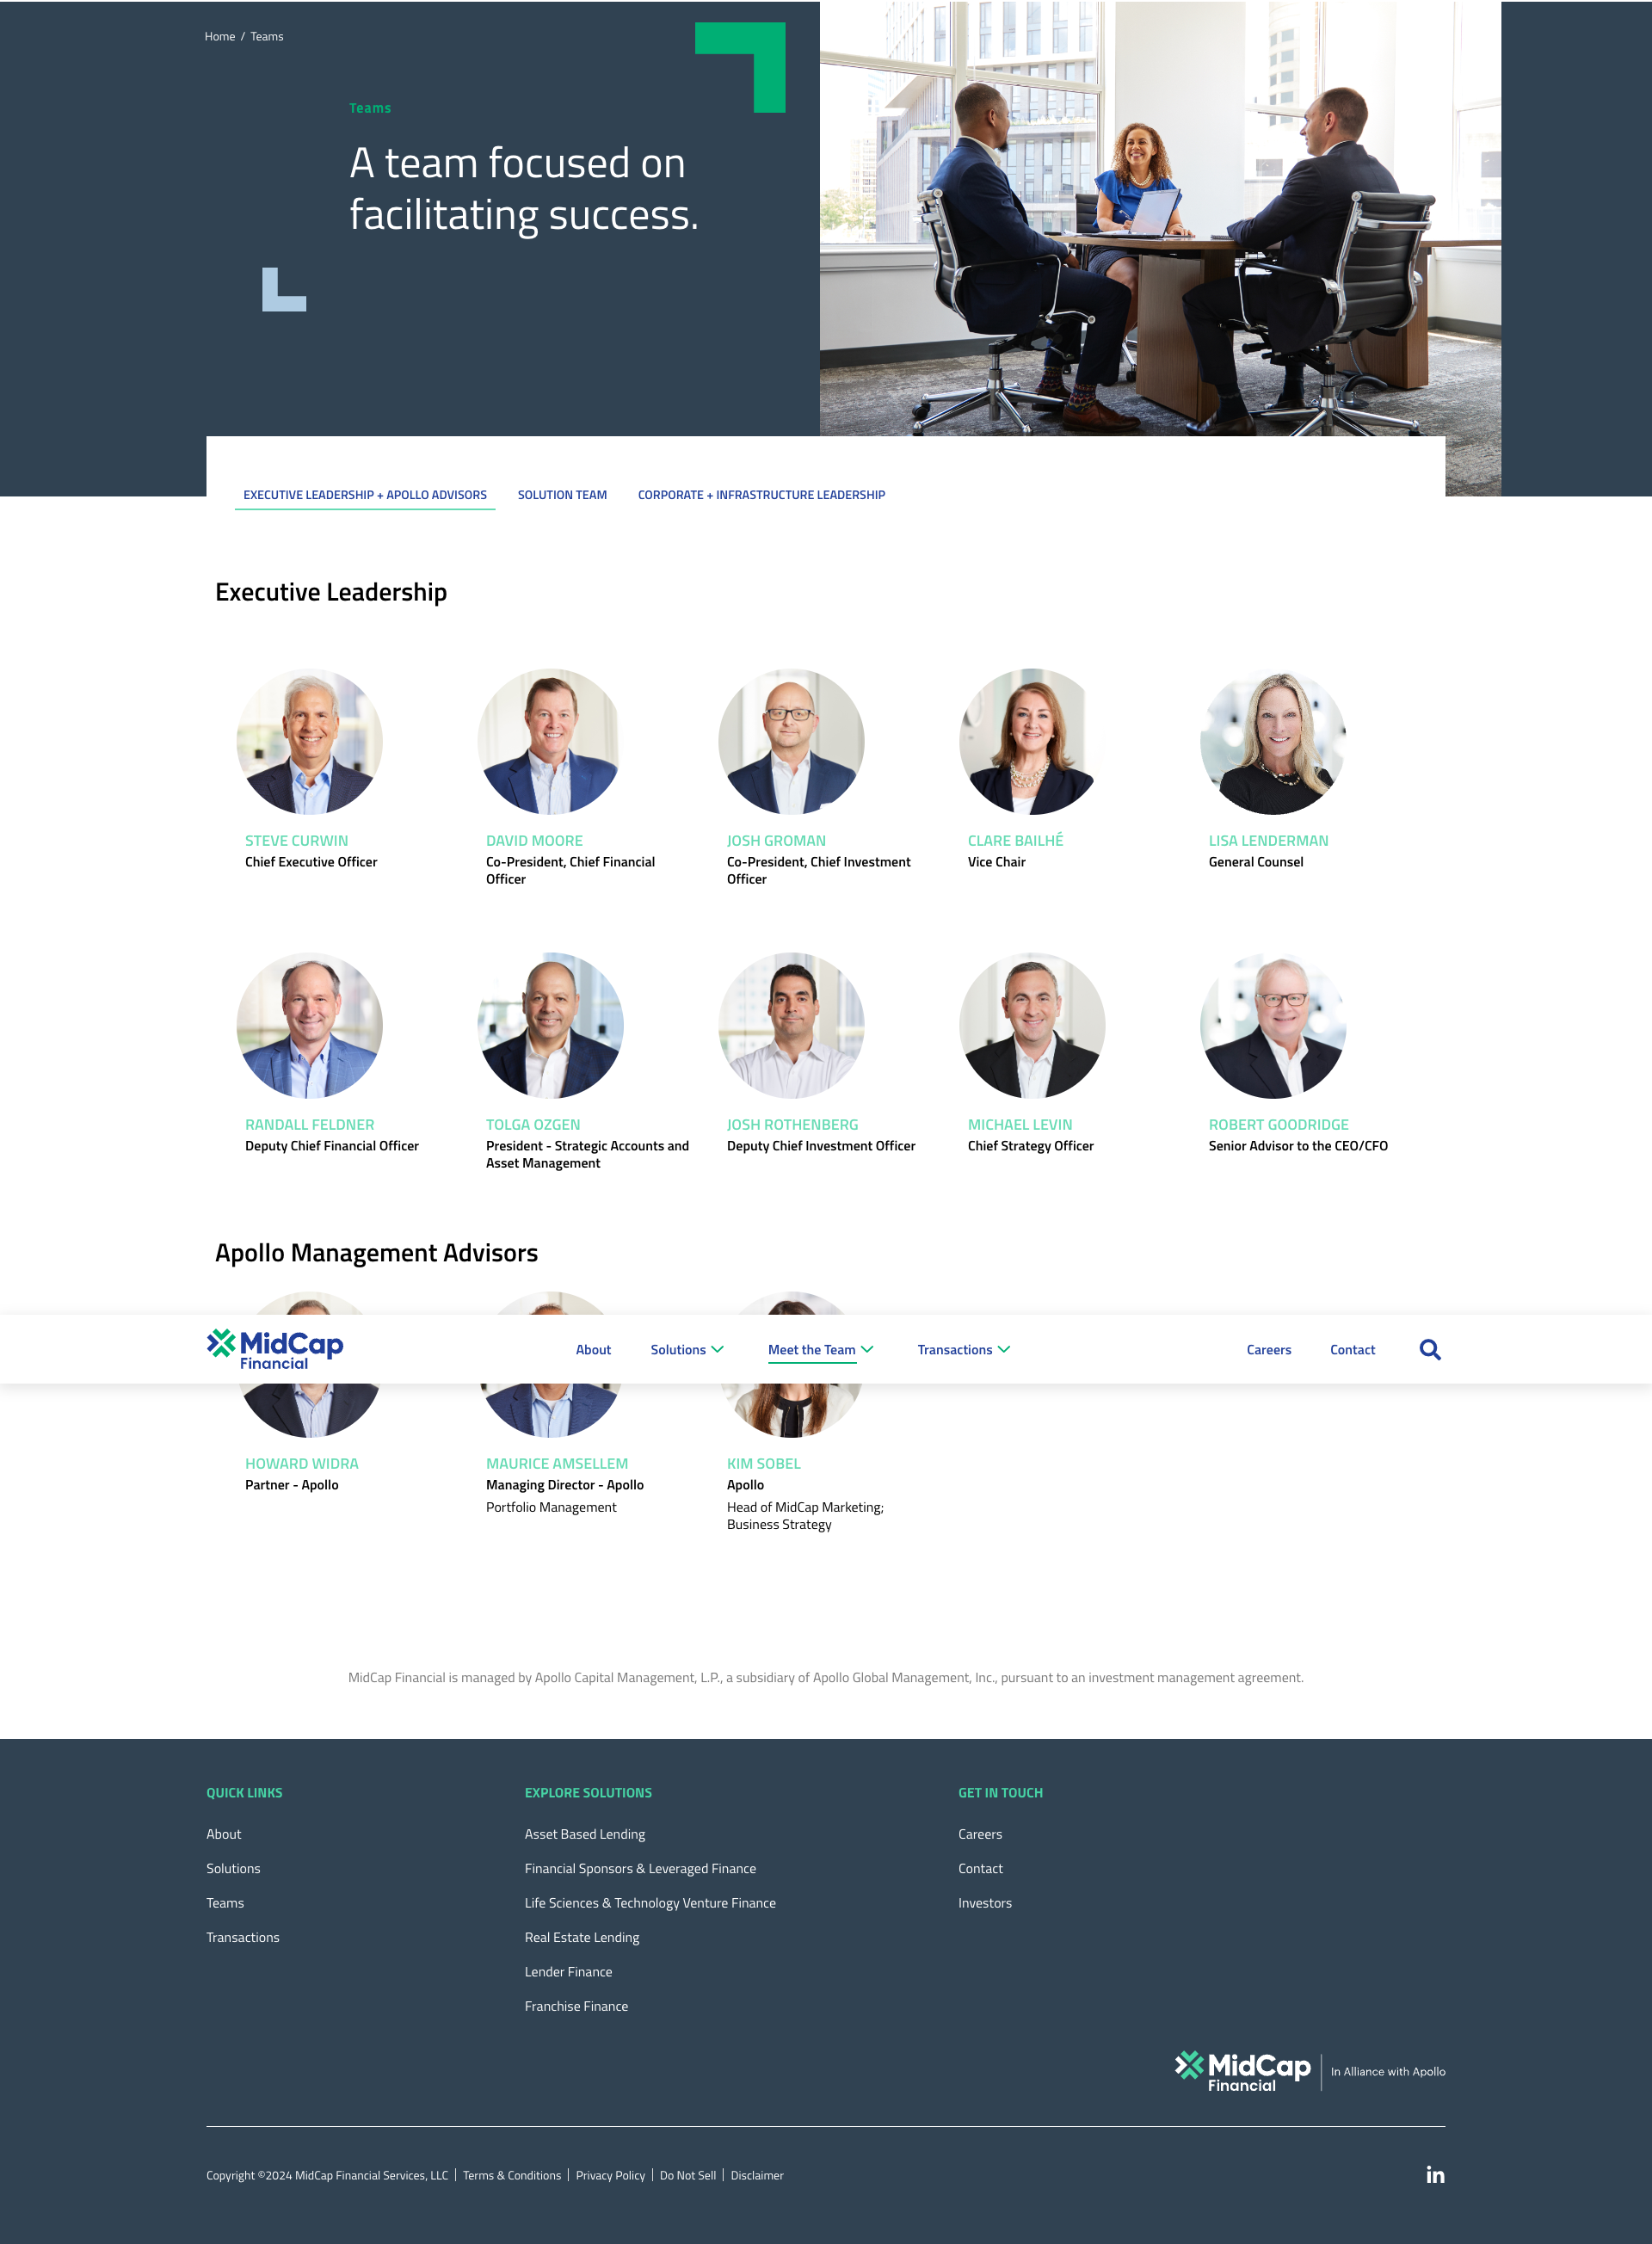 Home / Teams
Teams
A team focused on
facilitating success.
EXECUTIVE LEADERSHIP + APOLLO ADVISORS
SOLUTION TEAM
CORPORATE + INFRASTRUCTURE LEADERSHIP
Executive Leadership
STEVE CURWIN
Chief Executive Officer
DAVID MOORE
Co-President, Chief Financial
Officer
JOSH GROMAN
Co-President, Chief Investment
Officer
CLARE BAILHÉ
Vice Chair
LISA LENDERMAN
General Counsel
RANDALL FELDNER
Deputy Chief Financial Officer
TOLGA OZGEN
President - Strategic Accounts and
Asset Management
JOSH ROTHENBERG
Deputy Chief Investment Officer
MICHAEL LEVIN
Chief Strategy Officer
ROBERT GOODRIDGE
Senior Advisor to the CEO/CFO
Apollo Management Advisors
MidCap
Financial
About
Solutions
Meet the Team
Transactions
Careers
Contact
HOWARD WIDRA
Partner - Apollo
MAURICE AMSELLEM
Managing Director - Apollo
Portfolio Management
KIM SOBEL
Apollo
Head of MidCap Marketing;
Business Strategy
MidCap Financial is managed by Apollo Capital Management, L.P., a subsidiary of Apollo Global Management, Inc., pursuant to an investment management agreement.
QUICK LINKS
About
Solutions
Teams
Transactions
EXPLORE SOLUTIONS
Asset Based Lending
Financial Sponsors & Leveraged Finance
Life Sciences & Technology Venture Finance
Real Estate Lending
Lender Finance
Franchise Finance
GET IN TOUCH
Careers
Contact
Investors
MidCap
Financial
In Alliance with Apollo
Copyright ©2024 MidCap Financial Services, LLC | Terms & Conditions | Privacy Policy | Do Not Sell | Disclaimer
in